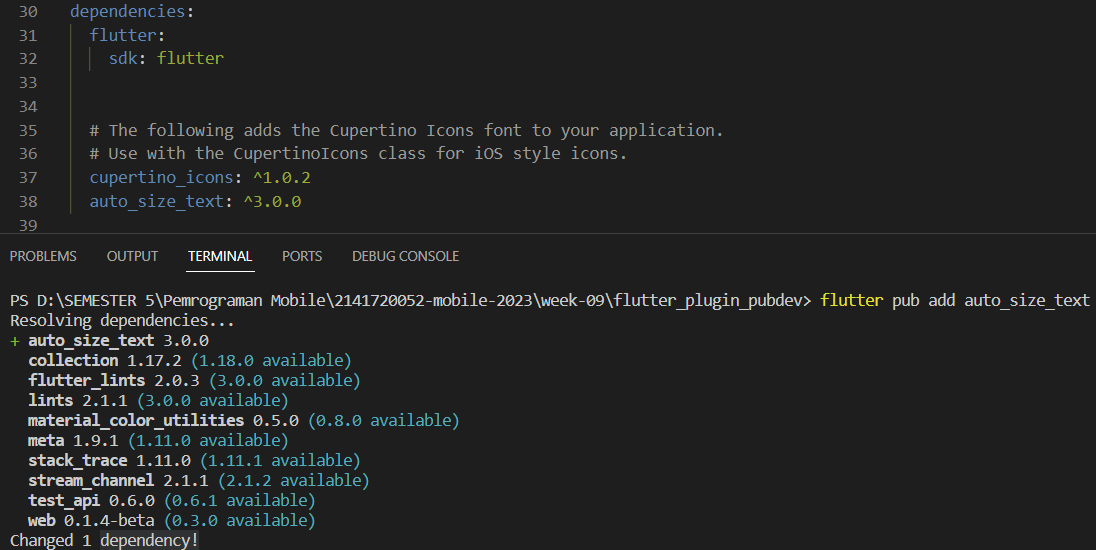 30 dependencies:
31 flutter:
32 sdk: flutter
33
34
35 # The following adds the Cupertino Icons font to your application.
36 # Use with the CupertinoIcons class for iOS style icons.
37 cupertino_icons: ^1.0.2
38 auto_size_text: ^3.0.0
39
PROBLEMS OUTPUT TERMINAL PORTS DEBUG CONSOLE
PS D:\SEMESTER 5\Pemrograman Mobile\2141720052-mobile-2023\week-09\flutter_plugin_pubdev> flutter pub add auto_size_text
Resolving dependencies...
+ auto_size_text 3.0.0
collection 1.17.2 (1.18.0 available)
flutter_lints 2.0.3 (3.0.0 available)
lints 2.1.1 (3.0.0 available)
material_color_utilities 0.5.0 (0.8.0 available)
meta 1.9.1 (1.11.0 available)
stack_trace 1.11.0 (1.11.1 available)
stream_channel 2.1.1 (2.1.2 available)
test_api 0.6.0 (0.6.1 available)
web 0.1.4-beta (0.3.0 available)
Changed 1 dependency!